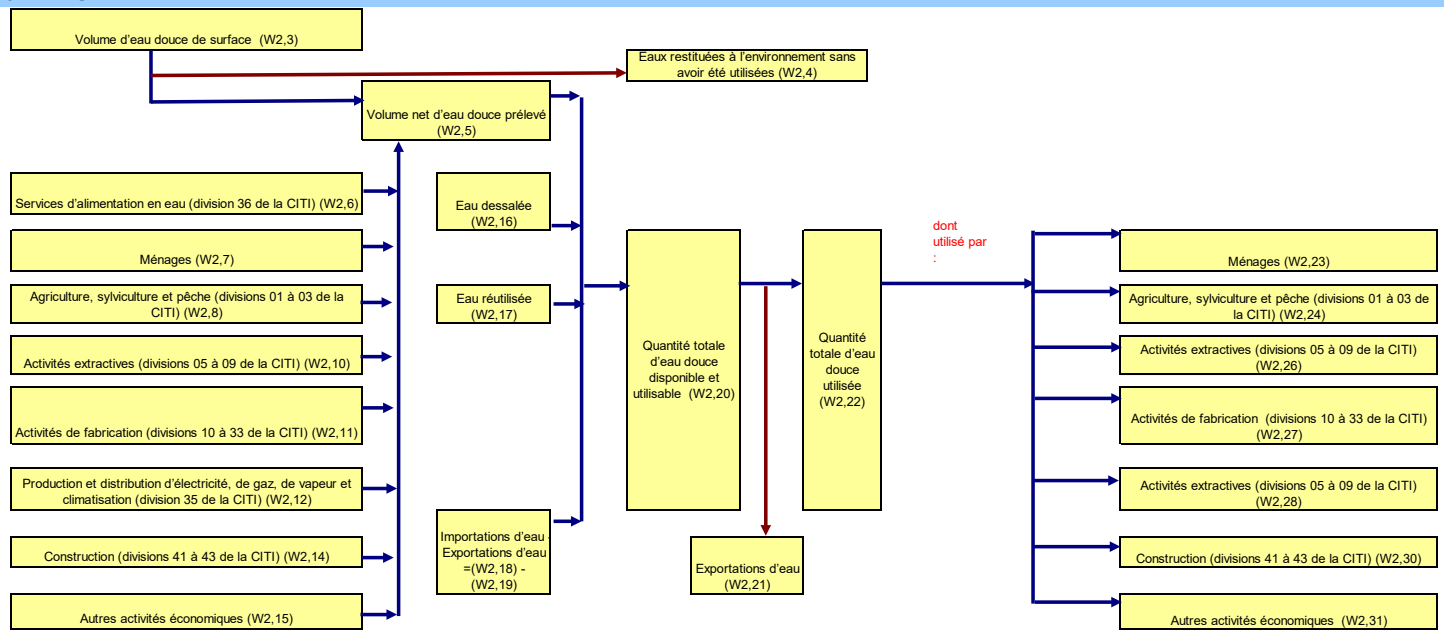 Volume d'eau douce de surface (W2,3)
Eaux restituées à l'environnement sans
avoir été utilisées (W2,4)
Volume net d'eau douce prélevé
(W2,5)
Services d'alimentation en eau (division 36 de la CITI) (W2,6)
Ménages (W2,7)
Agriculture, sylviculture et pêche (divisions 01 à 03 de la
CITI) (W2,8)
Activités extractives (divisions 05 à 09 de la CITI) (W2,10)
Activités de fabrication (divisions 10 à 33 de la CITI) (W2,11)
Production et distribution d'électricité, de gaz, de vapeur et
climatisation (division 35 de la CITI) (W2,12)
Construction (divisions 41 à 43 de la CITI) (W2,14)
Autres activités économiques (W2,15)
Eau dessalée
(W2,16)
Eau réutilisée
(W2,17)
Importations d'eau -
Exportations d'eau
=(W2,18) -
(W2,19)
Quantité totale
d'eau douce
disponible et
utilisable (W2,20)
Exportations d'eau
(W2,21)
Quantité
totale d'eau
douce
utilisée
(W2,22)
dont
utilisé par
:
Ménages (W2,23)
Agriculture, sylviculture et pêche (divisions 01 à 03 de
la CITI) (W2,24)
Activités extractives (divisions 05 à 09 de la CITI)
(W2,26)
Activités de fabrication (divisions 10 à 33 de la CITI)
(W2,27)
Activités extractives (divisions 05 à 09 de la CITI)
(W2,28)
Construction (divisions 41 à 43 de la CITI) (W2,30)
Autres activités économiques (W2,31)